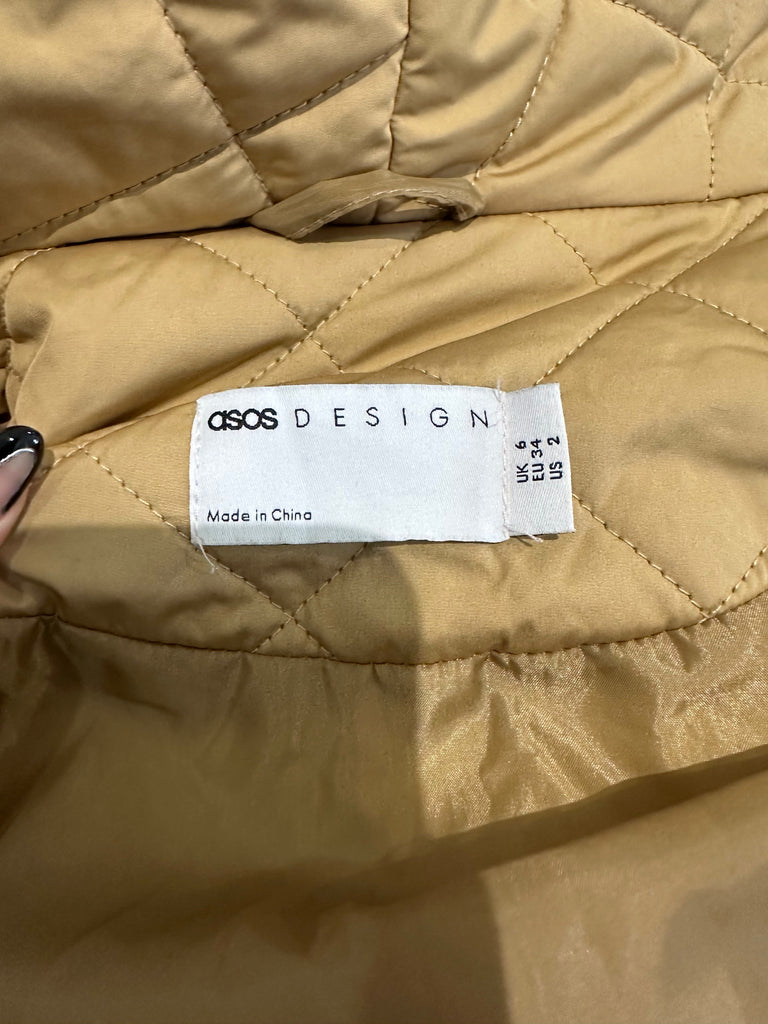 asos DESIGN
Made in China
UK 6
EU 34
US 2